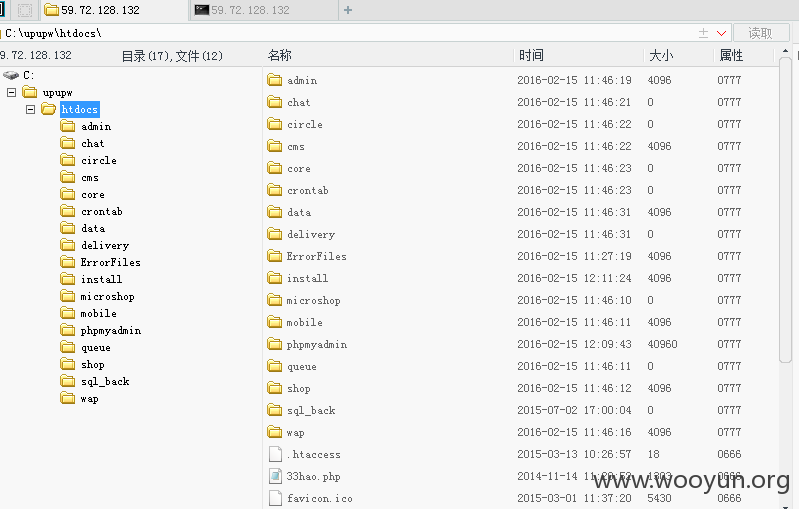 59.72.128.132 59.72.128.132
C:\upupw\htdocs\ 读取
9.72.128.132 目录(17),文件(12) 名称 时间 大小 属性
C:
upupw
htdocs
admin
chat
circle
cms
core
crontab
data
delivery
ErrorFiles
install
microshop
mobile
phpmyadmin
queue
shop
sql_back
wap
admin 2016-02-15 11:46:19 4096 0777
chat 2016-02-15 11:46:21 0 0777
circle 2016-02-15 11:46:22 0 0777
cms 2016-02-15 11:46:22 4096 0777
core 2016-02-15 11:46:23 0 0777
crontab 2016-02-15 11:46:23 0 0777
data 2016-02-15 11:46:31 4096 0777
delivery 2016-02-15 11:46:31 0 0777
ErrorFiles 2016-02-15 11:27:19 4096 0777
install 2016-02-15 12:11:24 4096 0777
microshop 2016-02-15 11:46:10 0 0777
mobile 2016-02-15 11:46:11 4096 0777
phpmyadmin 2016-02-15 12:09:43 40960 0777
queue 2016-02-15 11:46:11 0 0777
shop 2016-02-15 11:46:12 4096 0777
sql_back 2015-07-02 17:00:04 0 0777
wap 2016-02-15 11:46:16 4096 0777
.htaccess 2015-03-13 10:26:57 18 0666
33hao.php 2014-11-14 0666
favicon.ico 2015-03-01 11:37:20 5430 0666
www.wooyun.org